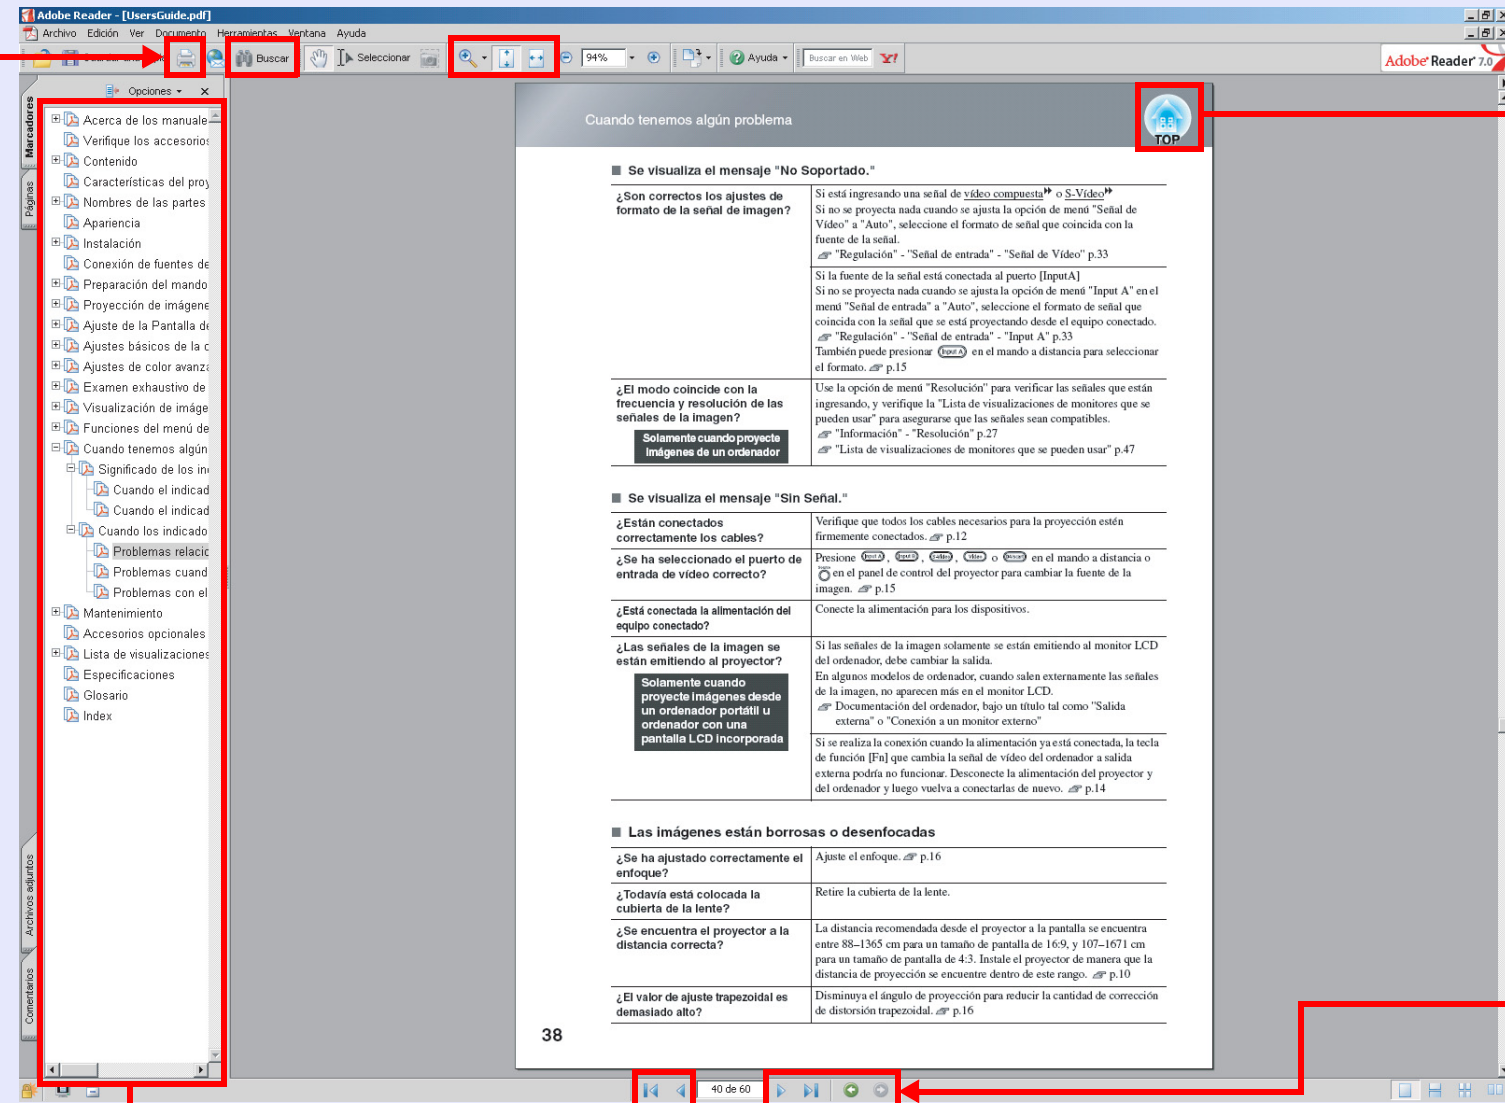 Adobe Reader - [UsersGuide.pdf]
Archivo Edición Ver Documento Herramientas Ventana Ayuda
Buscar Seleccionar 94% Ayuda Buscar en Web Y!
Adobe Reader 7.0
Opciones
Marcadores
Páginas
Archivos adjuntos
Comentarios
Acerca de los manuale
Verifique los accesorios
Contenido
Características del proy
Nombres de las partes
Apariencia
Instalación
Conexión de fuentes de
Preparación del mando
Proyección de imágene
Ajuste de la Pantalla de
Ajustes básicos de la c
Ajustes de color avanza
Examen exhaustivo de
Visualización de imáge
Funciones del menú de
Cuando tenemos algún
Significado de los in
Cuando el indicad
Cuando el indicad
Cuando los indicado
Problemas relacio
Problemas cuand
Problemas con el
Mantenimiento
Accesorios opcionales
Lista de visualizaciones
Especificaciones
Glosario
Index
Cuando tenemos algún problema
TOP
Se visualiza el mensaje "No Soportado."
¿Son correctos los ajustes de
formato de la señal de imagen?
Si está ingresando una señal de vídeo compuesta o S-Vídeo
Si no se proyecta nada cuando se ajusta la opción de menú "Señal de
Vídeo" a "Auto", seleccione el formato de señal que coincida con la
fuente de la señal.
"Regulación" - "Señal de entrada" - "Señal de Vídeo" p.33
Si la fuente de la señal está conectada al puerto [InputA]
Si no se proyecta nada cuando se ajusta la opción de menú "Input A" en el
menú "Señal de entrada" a "Auto", seleccione el formato de señal que
coincida con la señal que se está proyectando desde el equipo conectado.
"Regulación" - "Señal de entrada" - "Input A" p.33
También puede presionar Input A en el mando a distancia para seleccionar
el formato. p.15
¿El modo coincide con la
frecuencia y resolución de las
señales de la imagen?
Solamente cuando proyecte
imágenes de un ordenador
Use la opción de menú "Resolución" para verificar las señales que están
ingresando, y verifique la "Lista de visualizaciones de monitores que se
pueden usar" para asegurarse que las señales sean compatibles.
"Información" - "Resolución" p.27
"Lista de visualizaciones de monitores que se pueden usar" p.47
Se visualiza el mensaje "Sin Señal."
¿Están conectados
correctamente los cables?
Verifique que todos los cables necesarios para la proyección estén
firmemente conectados. p.12
¿Se ha seleccionado el puerto de
entrada de vídeo correcto?
Presione Input A, Input B, S-Video, Video o en el mando a distancia o
en el panel de control del proyector para cambiar la fuente de la
imagen. p.15
¿Está conectada la alimentación del
equipo conectado?
Conecte la alimentación para los dispositivos.
¿Las señales de la imagen se
están emitiendo al proyector?
Solamente cuando
proyecte imágenes desde
un ordenador portátil u
ordenador con una
pantalla LCD incorporada
Si las señales de la imagen solamente se están emitiendo al monitor LCD
del ordenador, debe cambiar la salida.
En algunos modelos de ordenador, cuando salen externamente las señales
de la imagen, no aparecen más en el monitor LCD.
Documentación del ordenador, bajo un título tal como "Salida
externa" o "Conexión a un monitor externo"
Si se realiza la conexión cuando la alimentación ya está conectada, la tecla
de función [Fn] que cambia la señal de vídeo del ordenador a salida
externa podría no funcionar. Desconecte la alimentación del proyector y
del ordenador y luego vuelva a conectarlas de nuevo. p.14
Las imágenes están borrosas o desenfocadas
¿Se ha ajustado correctamente el
enfoque?
Ajuste el enfoque. p.16
¿Todavía está colocada la
cubierta de la lente?
Retire la cubierta de la lente.
¿Se encuentra el proyector a la
distancia correcta?
La distancia recomendada desde el proyector a la pantalla se encuentra
entre 88–1365 cm para un tamaño de pantalla de 16:9, y 107–1671 cm
para un tamaño de pantalla de 4:3. Instale el proyector de manera que la
distancia de proyección se encuentre dentro de este rango. p.10
¿El valor de ajuste trapezoidal es
demasiado alto?
Disminuya el ángulo de proyección para reducir la cantidad de corrección
de distorsión trapezoidal. p.16
38
40 de 60